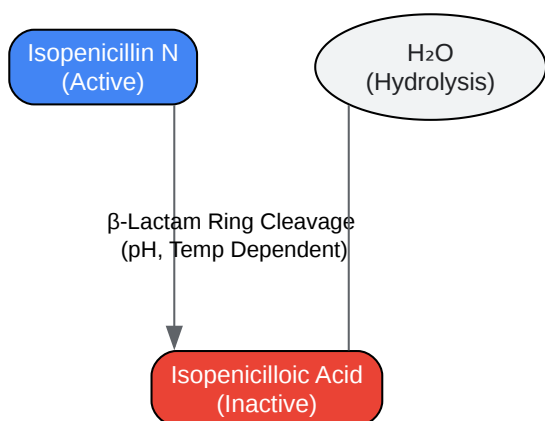 Isopenicillin N
(Active)
H₂O
(Hydrolysis)
β-Lactam Ring Cleavage
(pH, Temp Dependent)
Isopenicilloic Acid
(Inactive)